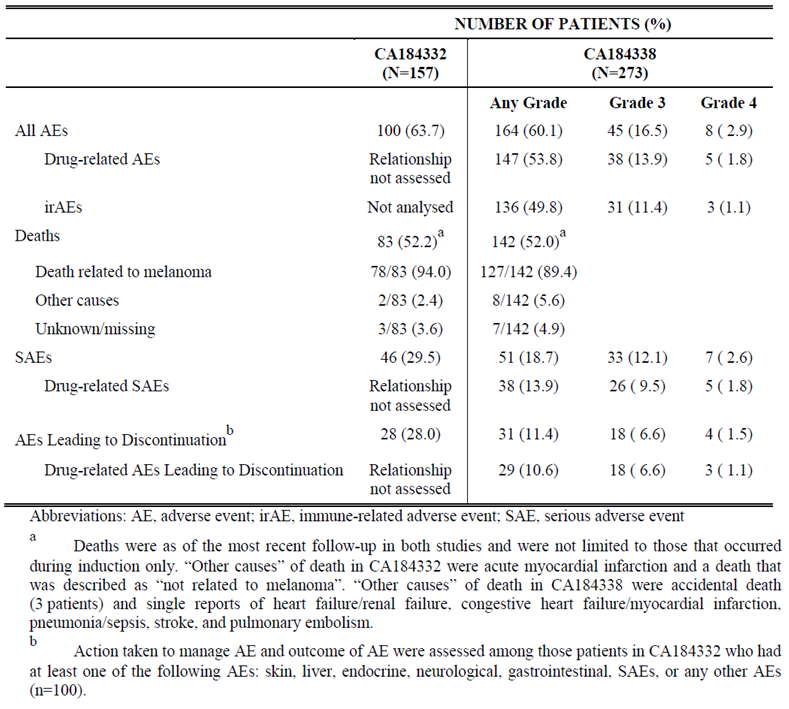 NUMBER OF PATIENTS (%)
CA184332 (N=157) CA184338 (N=273)
Any Grade Grade 3 Grade 4
All AEs 100 (63.7) 164 (60.1) 45 (16.5) 8 ( 2.9)
Drug-related AEs Relationship not assessed 147 (53.8) 38 (13.9) 5 ( 1.8)
irAEs Not analysed 136 (49.8) 31 (11.4) 3 (1.1)
Deaths 83 (52.2)a 142 (52.0)a
Death related to melanoma 78/83 (94.0) 127/142 (89.4)
Other causes 2/83 (2.4) 8/142 (5.6)
Unknown/missing 3/83 (3.6) 7/142 (4.9)
SAEs 46 (29.5) 51 (18.7) 33 (12.1) 7 ( 2.6)
Drug-related SAEs Relationship not assessed 38 (13.9) 26 ( 9.5) 5 ( 1.8)
AEs Leading to Discontinuationb 28 (28.0) 31 (11.4) 18 ( 6.6) 4 ( 1.5)
Drug-related AEs Leading to Discontinuation Relationship not assessed 29 (10.6) 18 ( 6.6) 3 ( 1.1)
Abbreviations: AE, adverse event; irAE, immune-related adverse event; SAE, serious adverse event
a Deaths were as of the most recent follow-up in both studies and were not limited to those that occurred
during induction only. “Other causes” of death in CA184332 were acute myocardial infarction and a death that
was described as “not related to melanoma”. “Other causes” of death in CA184338 were accidental death
(3 patients) and single reports of heart failure/renal failure, congestive heart failure/myocardial infarction,
pneumonia/sepsis, stroke, and pulmonary embolism.
b Action taken to manage AE and outcome of AE were assessed among those patients in CA184332 who had
at least one of the following AEs: skin, liver, endocrine, neurological, gastrointestinal, SAEs, or any other AEs
(n=100).